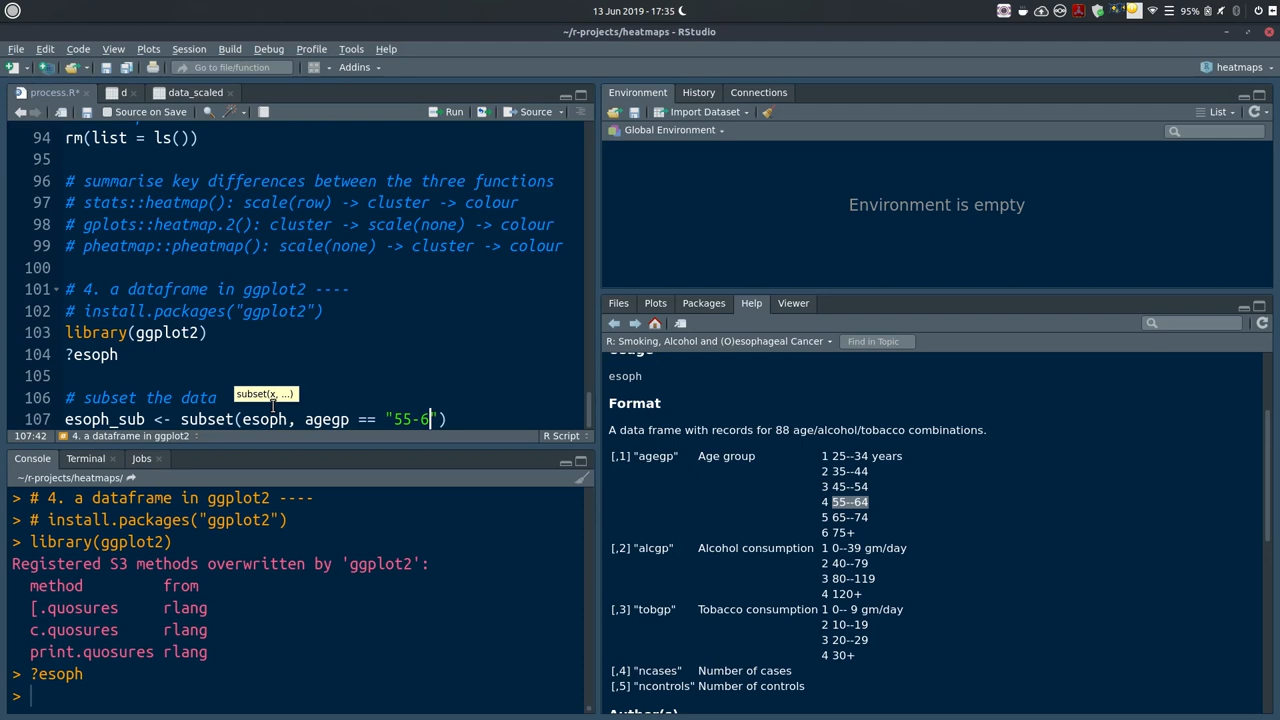 13 Jun 2019 - 17:35
95%
~/r-projects/heatmaps - RStudio
File Edit Code View Plots Session Build Debug Profile Tools Help
Go to file/function Addins heatmaps
process.R* d data_scaled
Source on Save Run Source
94 rm(list = ls())
95
96 # summarise key differences between the three functions
97 # stats::heatmap(): scale(row) -> cluster -> colour
98 # gplots::heatmap.2(): cluster -> scale(none) -> colour
99 # pheatmap::pheatmap(): scale(none) -> cluster -> colour
100
101 # 4. a dataframe in ggplot2 ----
102 # install.packages("ggplot2")
103 library(ggplot2)
104 ?esoph
105
106 # subset the data
subset(x, ...)
107 esoph_sub <- subset(esoph, agegp == "55-6")
107:42 4. a dataframe in ggplot2 R Script
Console Terminal Jobs
~/r-projects/heatmaps/
> # 4. a dataframe in ggplot2 ----
> # install.packages("ggplot2")
> library(ggplot2)
Registered S3 methods overwritten by 'ggplot2':
method from
[.quosures rlang
c.quosures rlang
print.quosures rlang
> ?esoph
>
Environment History Connections
Import Dataset List
Global Environment
Environment is empty
Files Plots Packages Help Viewer
R: Smoking, Alcohol and (O)esophageal Cancer Find in Topic
Usage
esoph
Format
A data frame with records for 88 age/alcohol/tobacco combinations.
[,1] "agegp" Age group 1 25--34 years
2 35--44
3 45--54
4 55--64
5 65--74
6 75+
[,2] "alcgp" Alcohol consumption 1 0--39 gm/day
2 40--79
3 80--119
4 120+
[,3] "tobgp" Tobacco consumption 1 0-- 9 gm/day
2 10--19
3 20--29
4 30+
[,4] "ncases" Number of cases
[,5] "ncontrols" Number of controls
Author(s)